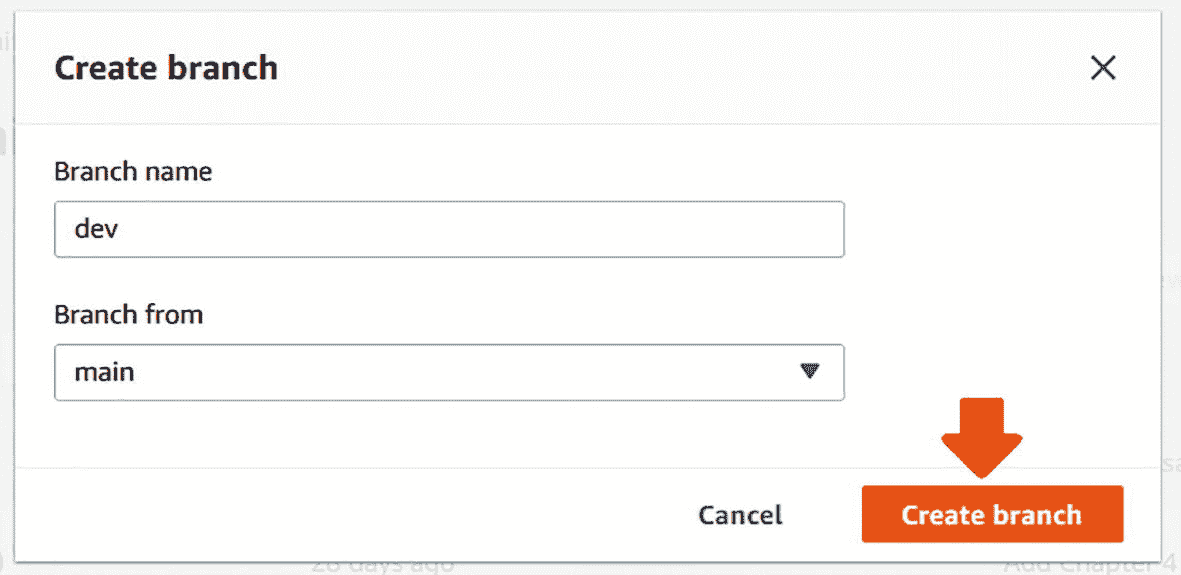 Create branch
Branch name
dev
Branch from
main
Cancel
Create branch
28 days ago
Add Chapter 4